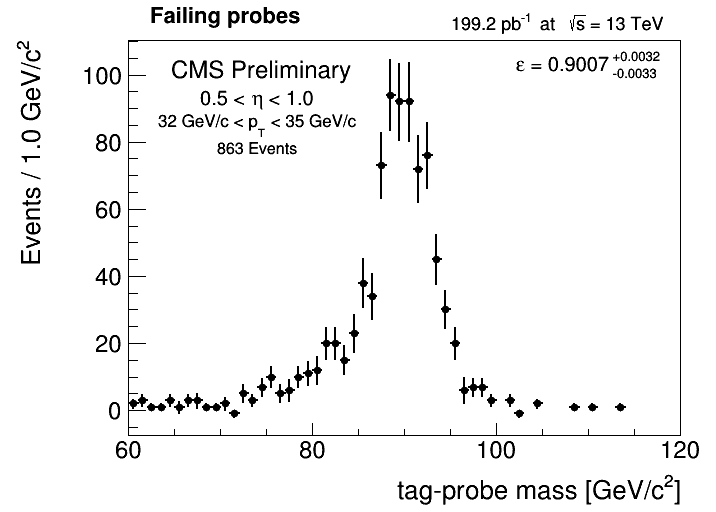 Failing probes
199.2 pb⁻¹ at √s = 13 TeV
CMS Preliminary
0.5 < η < 1.0
32 GeV/c < p_T < 35 GeV/c
863 Events
ε = 0.9007 +0.0032 -0.0033
Events / 1.0 GeV/c²
100
80
60
40
20
0
60 80 100 120
tag-probe mass [GeV/c²]